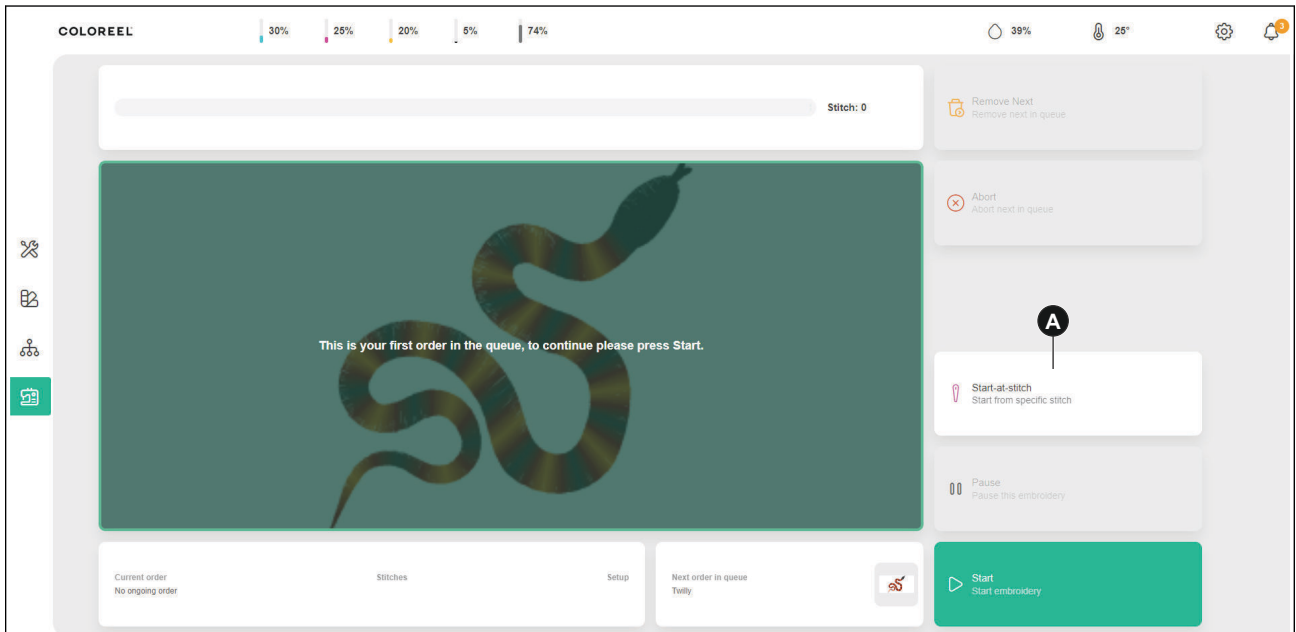 COLOREEL
30%
25%
20%
5%
74%
39%
25°
3
Stitch: 0
Remove Next
Remove next in queue
Abort
Abort next in queue
This is your first order in the queue, to continue please press Start.
A
Start-at-stitch
Start from specific stitch
Pause
Pause this embroidery
Current order
No ongoing order
Stitches
Setup
Next order in queue
Twilly
Start
Start embroidery